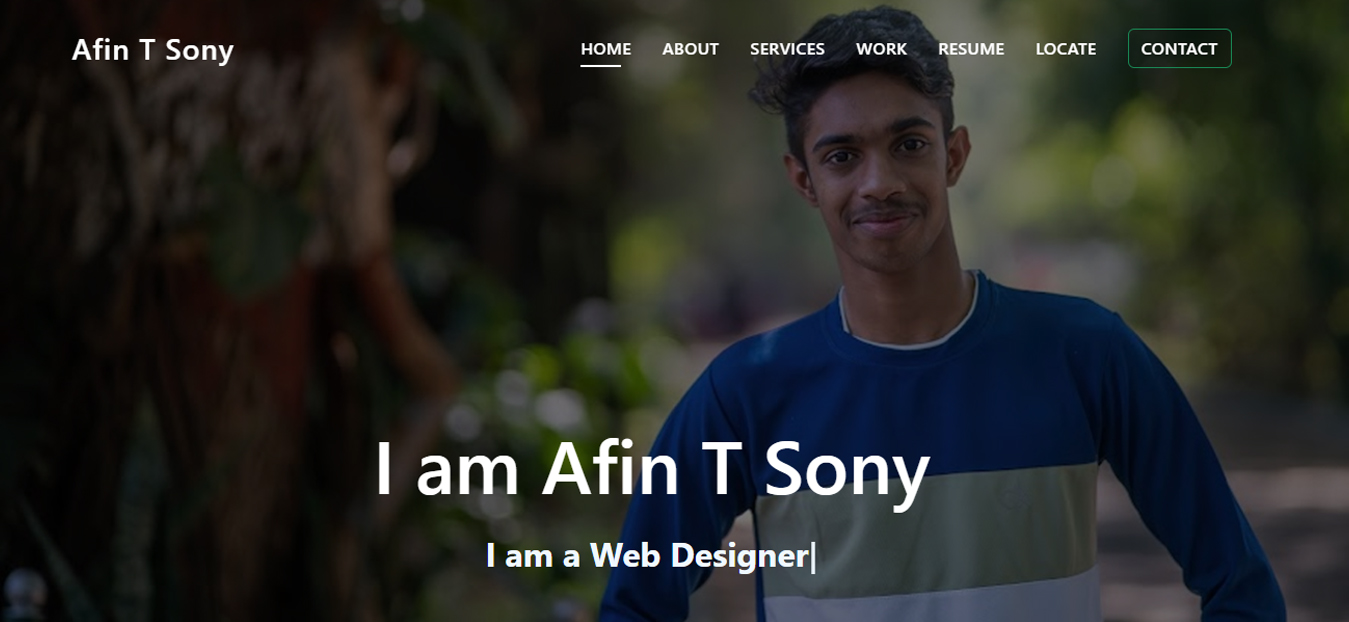 Afin T Sony
HOME ABOUT SERVICES WORK RESUME LOCATE CONTACT
I am Afin T Sony
I am a Web Designer|